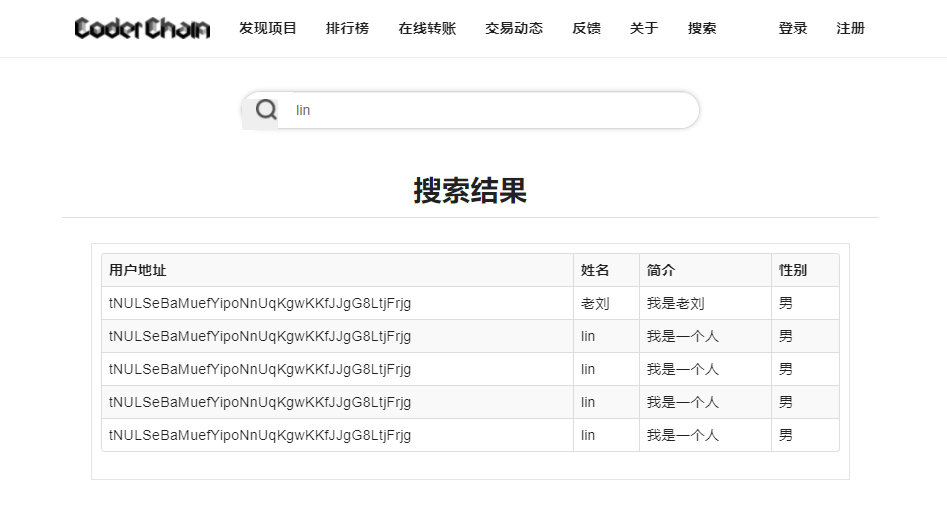 CoderChain 发现项目 排行榜 在线转账 交易动态 反馈 关于 搜索 登录 注册
lin
搜索结果
用户地址 姓名 简介 性别
tNULSeBaMuefYipoNnUqKgwKKfJJgG8LtjFrjg 老刘 我是老刘 男
tNULSeBaMuefYipoNnUqKgwKKfJJgG8LtjFrjg lin 我是一个人 男
tNULSeBaMuefYipoNnUqKgwKKfJJgG8LtjFrjg lin 我是一个人 男
tNULSeBaMuefYipoNnUqKgwKKfJJgG8LtjFrjg lin 我是一个人 男
tNULSeBaMuefYipoNnUqKgwKKfJJgG8LtjFrjg lin 我是一个人 男